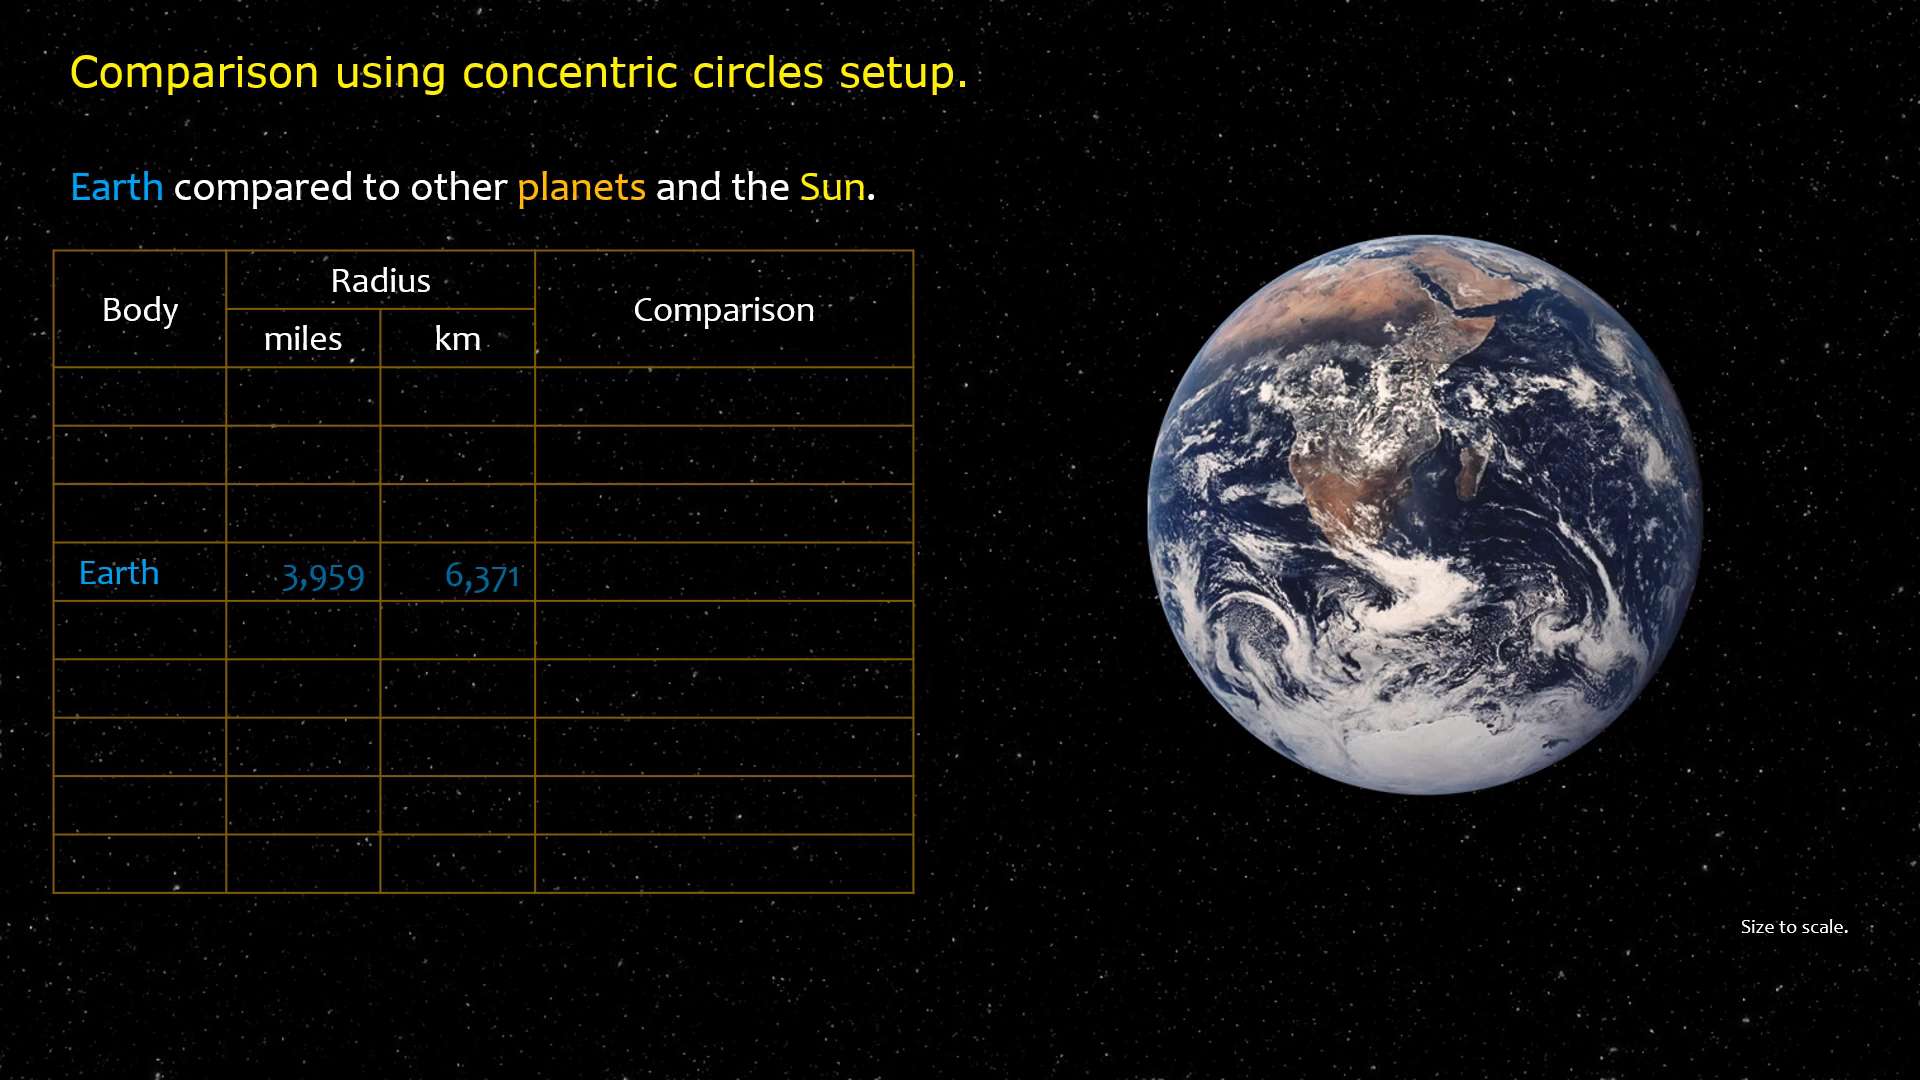 Comparison using concentric circles setup.
Earth compared to other planets and the Sun.
Body
Radius
Comparison
miles
km
Earth 3,959 6,371
Size to scale.